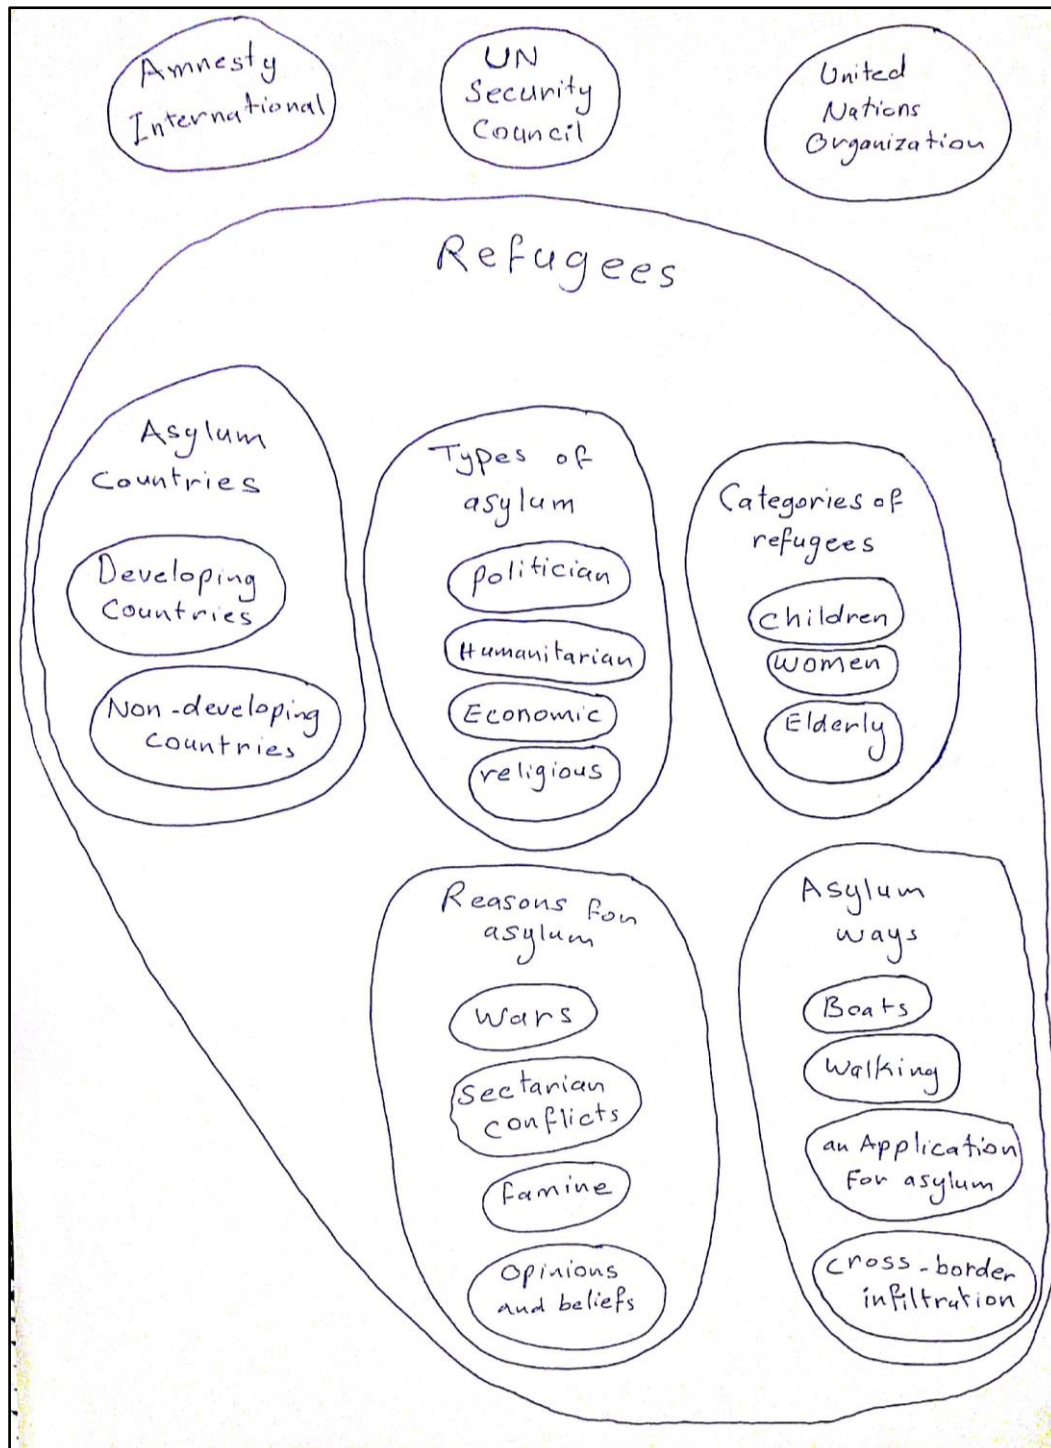 Amnesty
International
UN
Security
Council
United
Nations
Organization
Refugees
Asylum
Countries
Developing
Countries
Non-developing
countries
Types of
asylum
politician
Humanitarian
Economic
religious
Categories of
refugees
children
women
Elderly
Reasons for
asylum
Wars
Sectarian
conflicts
famine
Opinions
and beliefs
Asylum
ways
Boats
Walking
an Application
For asylum
cross-border
infiltration